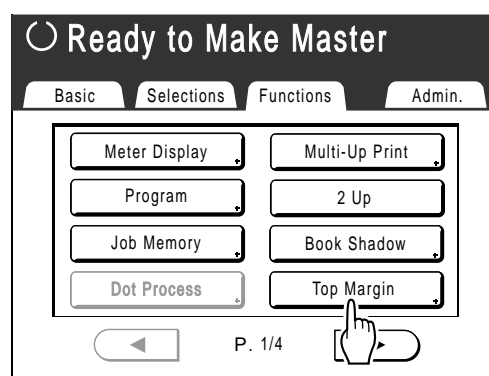 Ready to Make Master
Basic Selections Functions Admin.
Meter Display Multi-Up Print
Program 2 Up
Job Memory Book Shadow
Dot Process Top Margin
P. 1/4